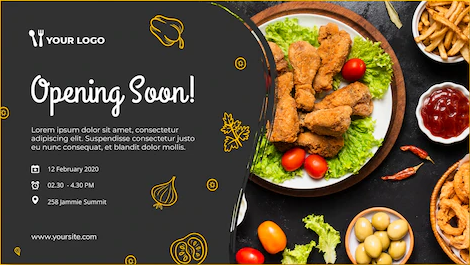 YOUR LOGO
Opening Soon!
Lorem ipsum dolor sit amet, consectetur
adipiscing elit. Suspendisse consectetur justo
eu nunc consequat, et blandit dolor mollis.
12 February 2020
02.30 - 4.30 PM
258 Jammie Summit
www.yoursite.com